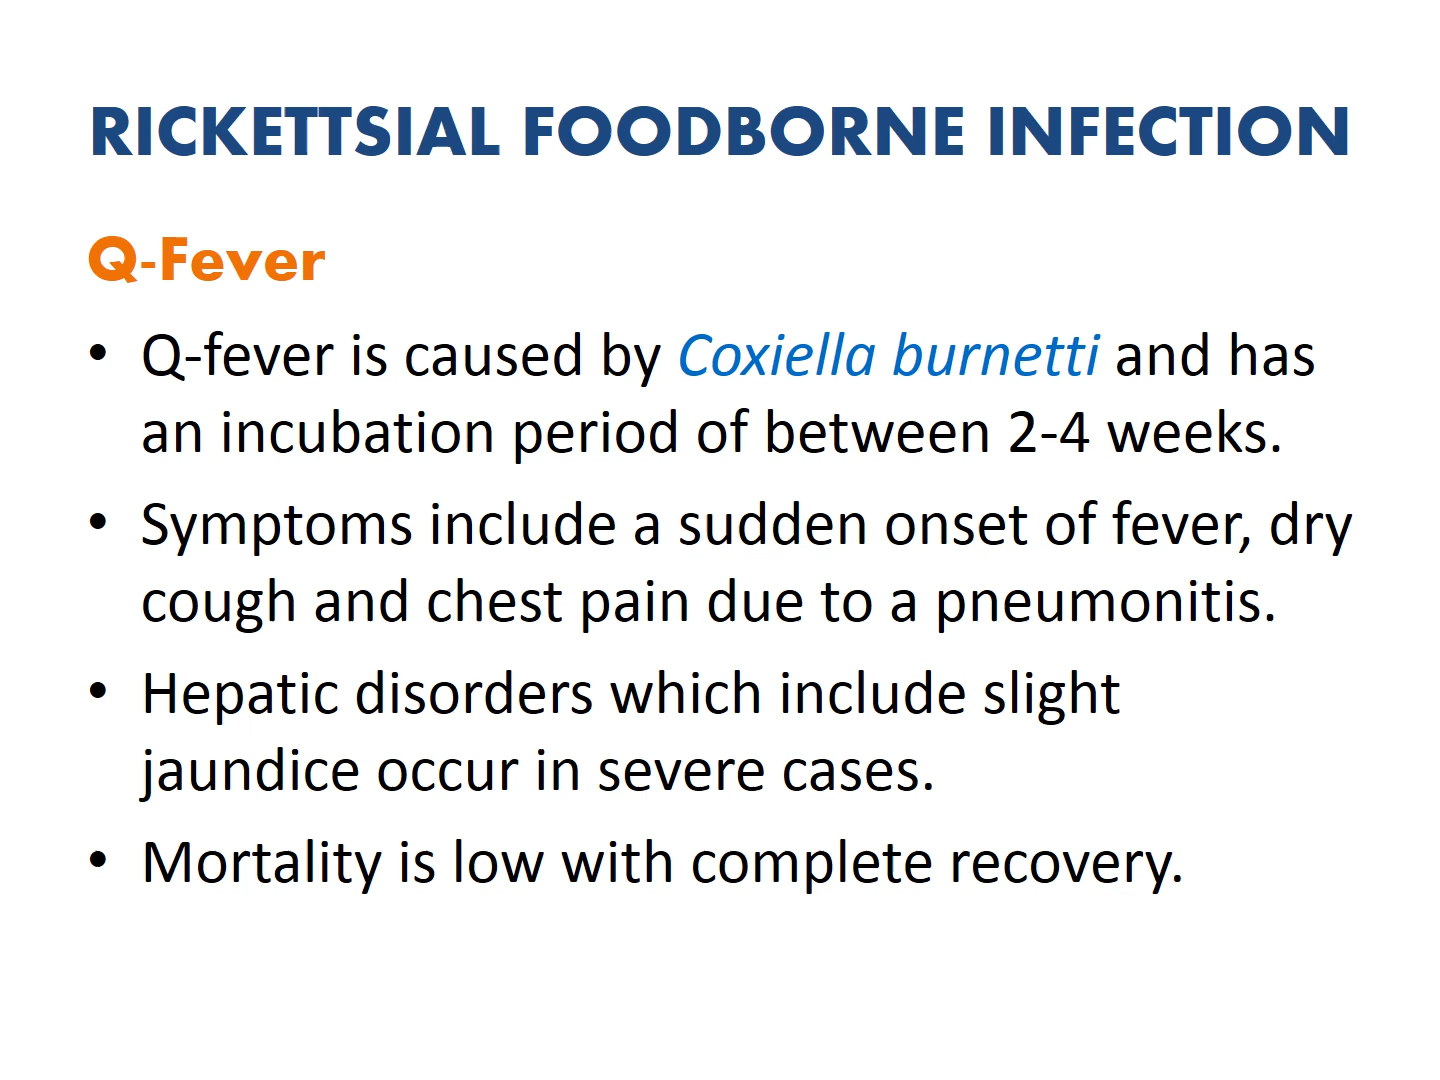 RICKETTSIAL FOODBORNE INFECTION
Q-Fever
• Q-fever is caused by Coxiella burnetti and has
an incubation period of between 2-4 weeks.
• Symptoms include a sudden onset of fever, dry
cough and chest pain due to a pneumonitis.
• Hepatic disorders which include slight
jaundice occur in severe cases.
• Mortality is low with complete recovery.